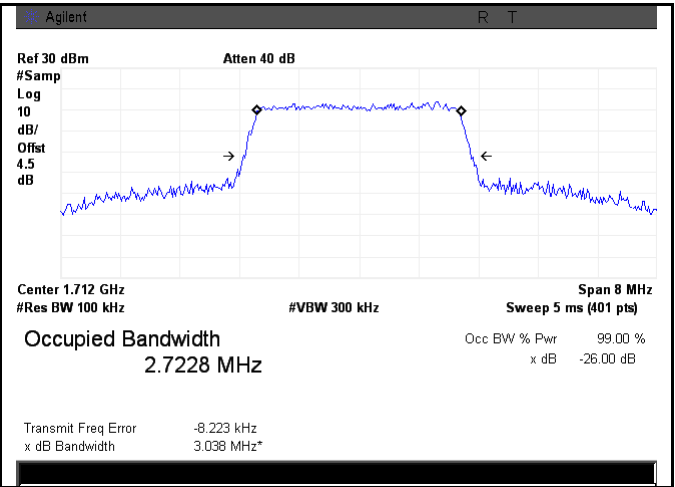 Agilent R T
Ref 30 dBm Atten 40 dB
#Samp
Log
10
dB/
Offst
4.5
dB
Center 1.712 GHz Span 8 MHz
#Res BW 100 kHz #VBW 300 kHz Sweep 5 ms (401 pts)
Occupied Bandwidth Occ BW % Pwr 99.00 %
2.7228 MHz x dB -26.00 dB
Transmit Freq Error -8.223 kHz
x dB Bandwidth 3.038 MHz*